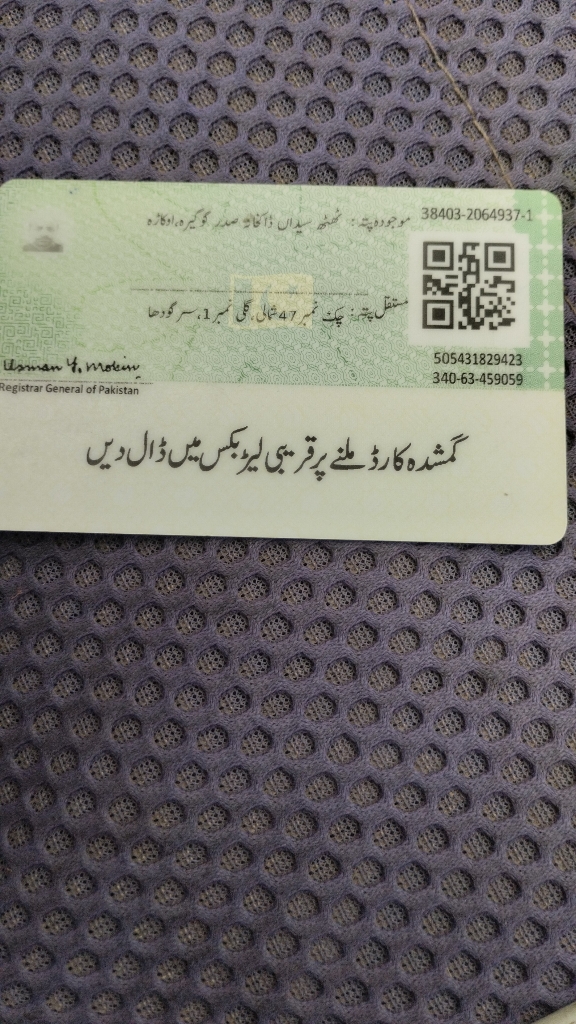 موجودہ پتہ: ٹھٹھہ سیداں ڈاکخانہ صدر گوگیرہ، اوکاڑہ
38403-2064937-1
مستقل پتہ: چک نمبر 47 شمالی، گلی نمبر 1، سرگودھا
505431829423
340-63-459059
Usman Y. Mobin
Registrar General of Pakistan
گمشدہ کارڈ ملنے پر قریبی لیٹر بکس میں ڈال دیں